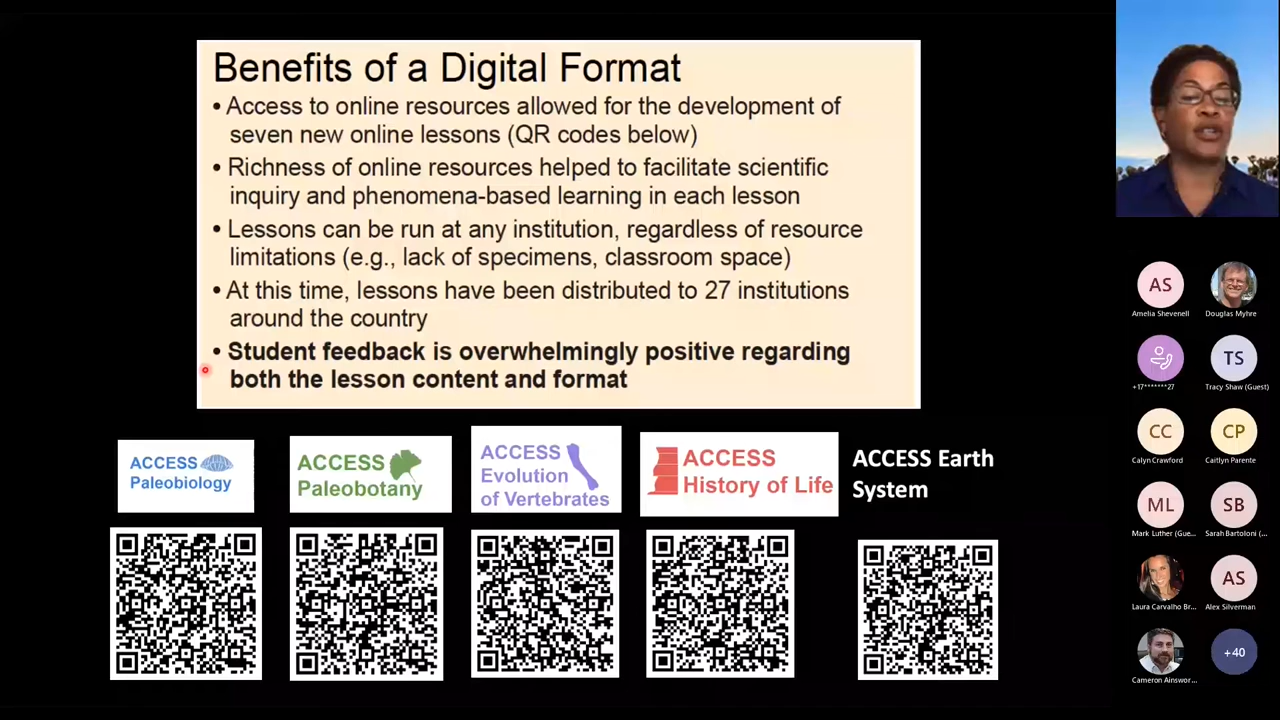 Benefits of a Digital Format
• Access to online resources allowed for the development of
seven new online lessons (QR codes below)
• Richness of online resources helped to facilitate scientific
inquiry and phenomena-based learning in each lesson
• Lessons can be run at any institution, regardless of resource
limitations (e.g., lack of specimens, classroom space)
• At this time, lessons have been distributed to 27 institutions
around the country
• Student feedback is overwhelmingly positive regarding
both the lesson content and format
ACCESS
Paleobiology
ACCESS
Paleobotany
ACCESS
Evolution
of Vertebrates
ACCESS
History of Life
ACCESS Earth
System
AS
Amelia Shevenell
Douglas Myhre
+17*******27
TS
Tracy Shaw (Guest)
CC
Calyn Crawford
CP
Caitlyn Parente
ML
Mark Luther (Gue...
SB
Sarah Bartoloni (...
Laura Carvalho Br...
AS
Alex Silverman
Cameron Ainswor...
+40